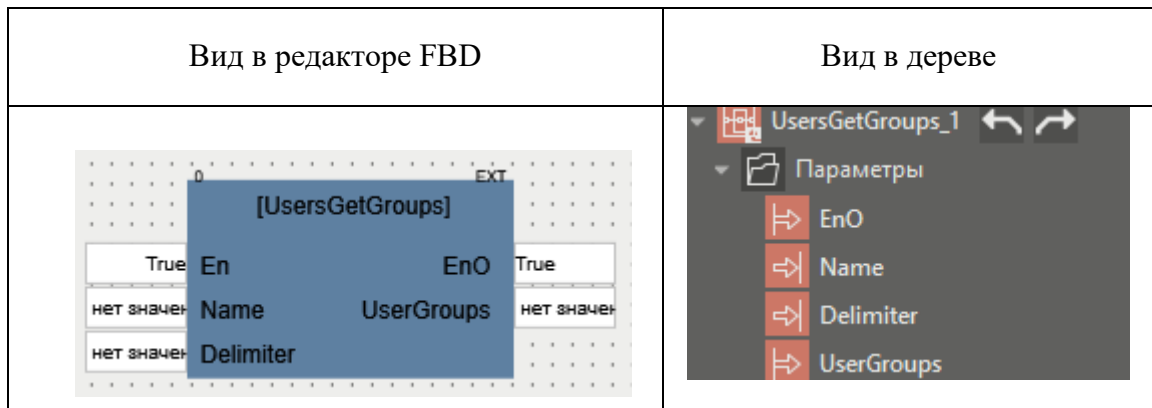 Вид в редакторе FBD
Вид в дереве
0 EXT
[UsersGetGroups]
True En EnO True
нет значен Name UserGroups нет значен
нет значен Delimiter
UsersGetGroups_1
Параметры
EnO
Name
Delimiter
UserGroups